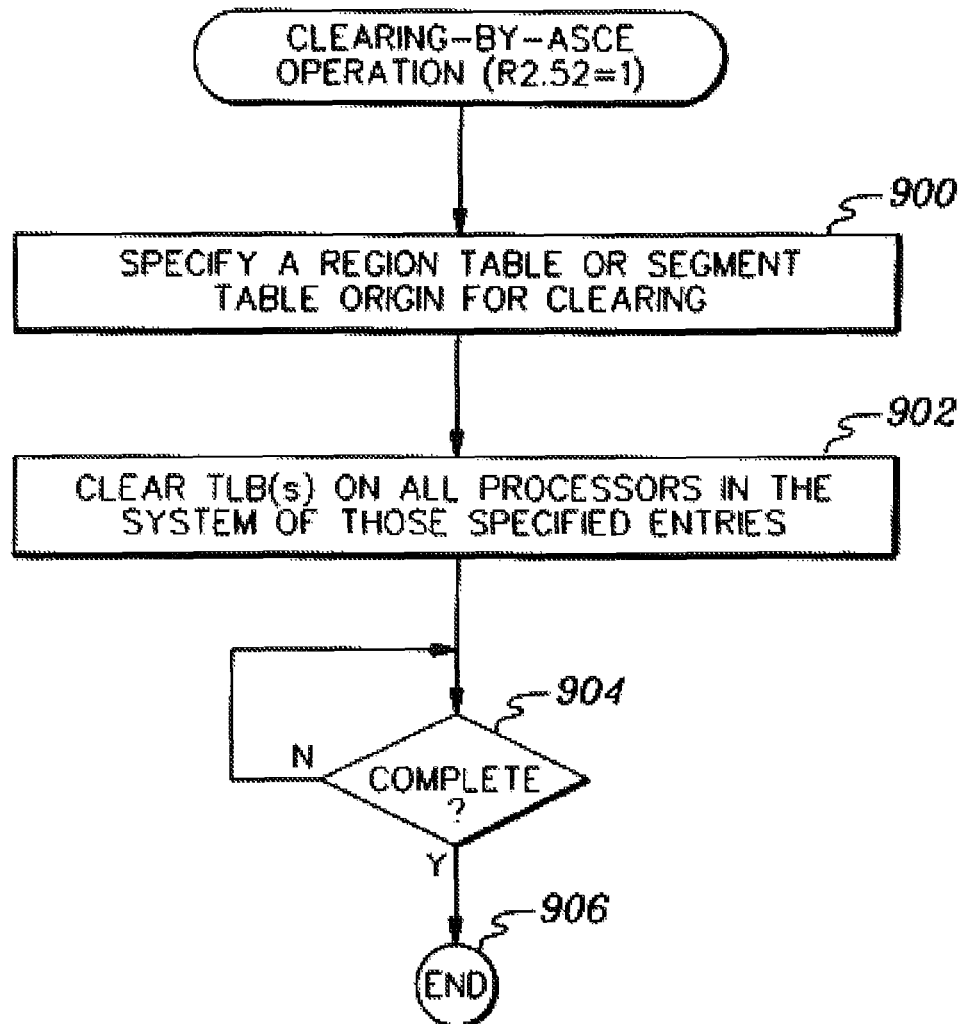 CLEARING-BY-ASCE
OPERATION (R2.52=1)
900
SPECIFY A REGION TABLE OR SEGMENT
TABLE ORIGIN FOR CLEARING
902
CLEAR TLB(s) ON ALL PROCESSORS IN THE
SYSTEM OF THOSE SPECIFIED ENTRIES
904
N
COMPLETE
?
Y
906
END